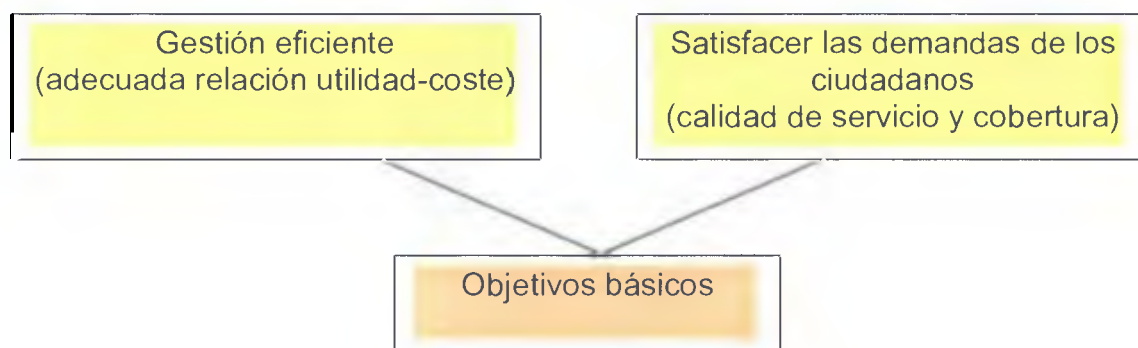 Gestión eficiente
(adecuada relación utilidad-coste)
Satisfacer las demandas de los
ciudadanos
(calidad de servicio y cobertura)
Objetivos básicos